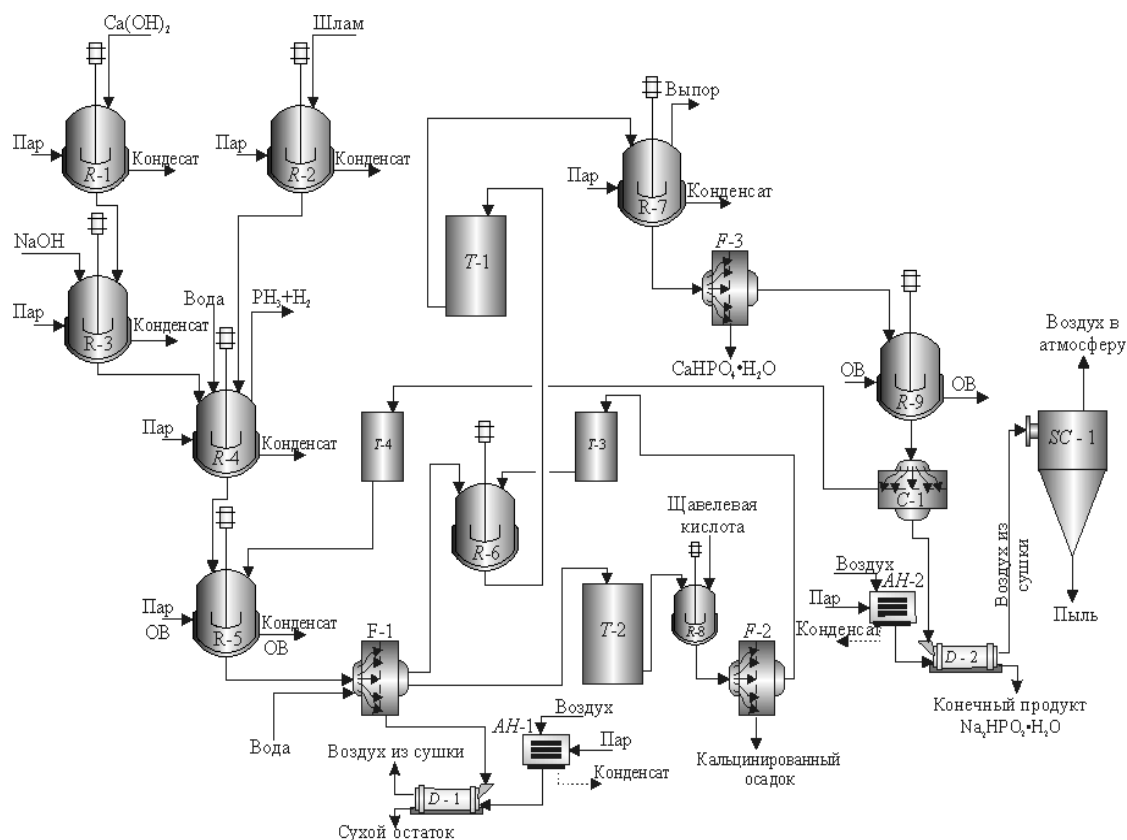 Ca(OH)₂
Шлам
Пар
R-1
Кондесат
Пар
R-2
Конденсат
Выпор
Пар
R-7
Конденсат
NaOH
Пар
R-3
Конденсат
Вода
PH₃+H₂
T-1
F-3
CaHPO₄•H₂O
Воздух в
атмосферу
ОВ
R-9
ОВ
Пар
R-4
Конденсат
T-4
T-3
SC - 1
R-6
C-1
Щавелевая
кислота
Воздух из
сушки
Воздух
AH-2
Пар
Конденсат
Пыль
Пар
ОВ
R-5
Конденсат
ОВ
F-1
T-2
R-8
F-2
D - 2
Конечный продукт
Na₂HPO₂•H₂O
Вода
Воздух
AH-1
Пар
Конденсат
Кальцинированный
осадок
Воздух из сушки
D - 1
Сухой остаток